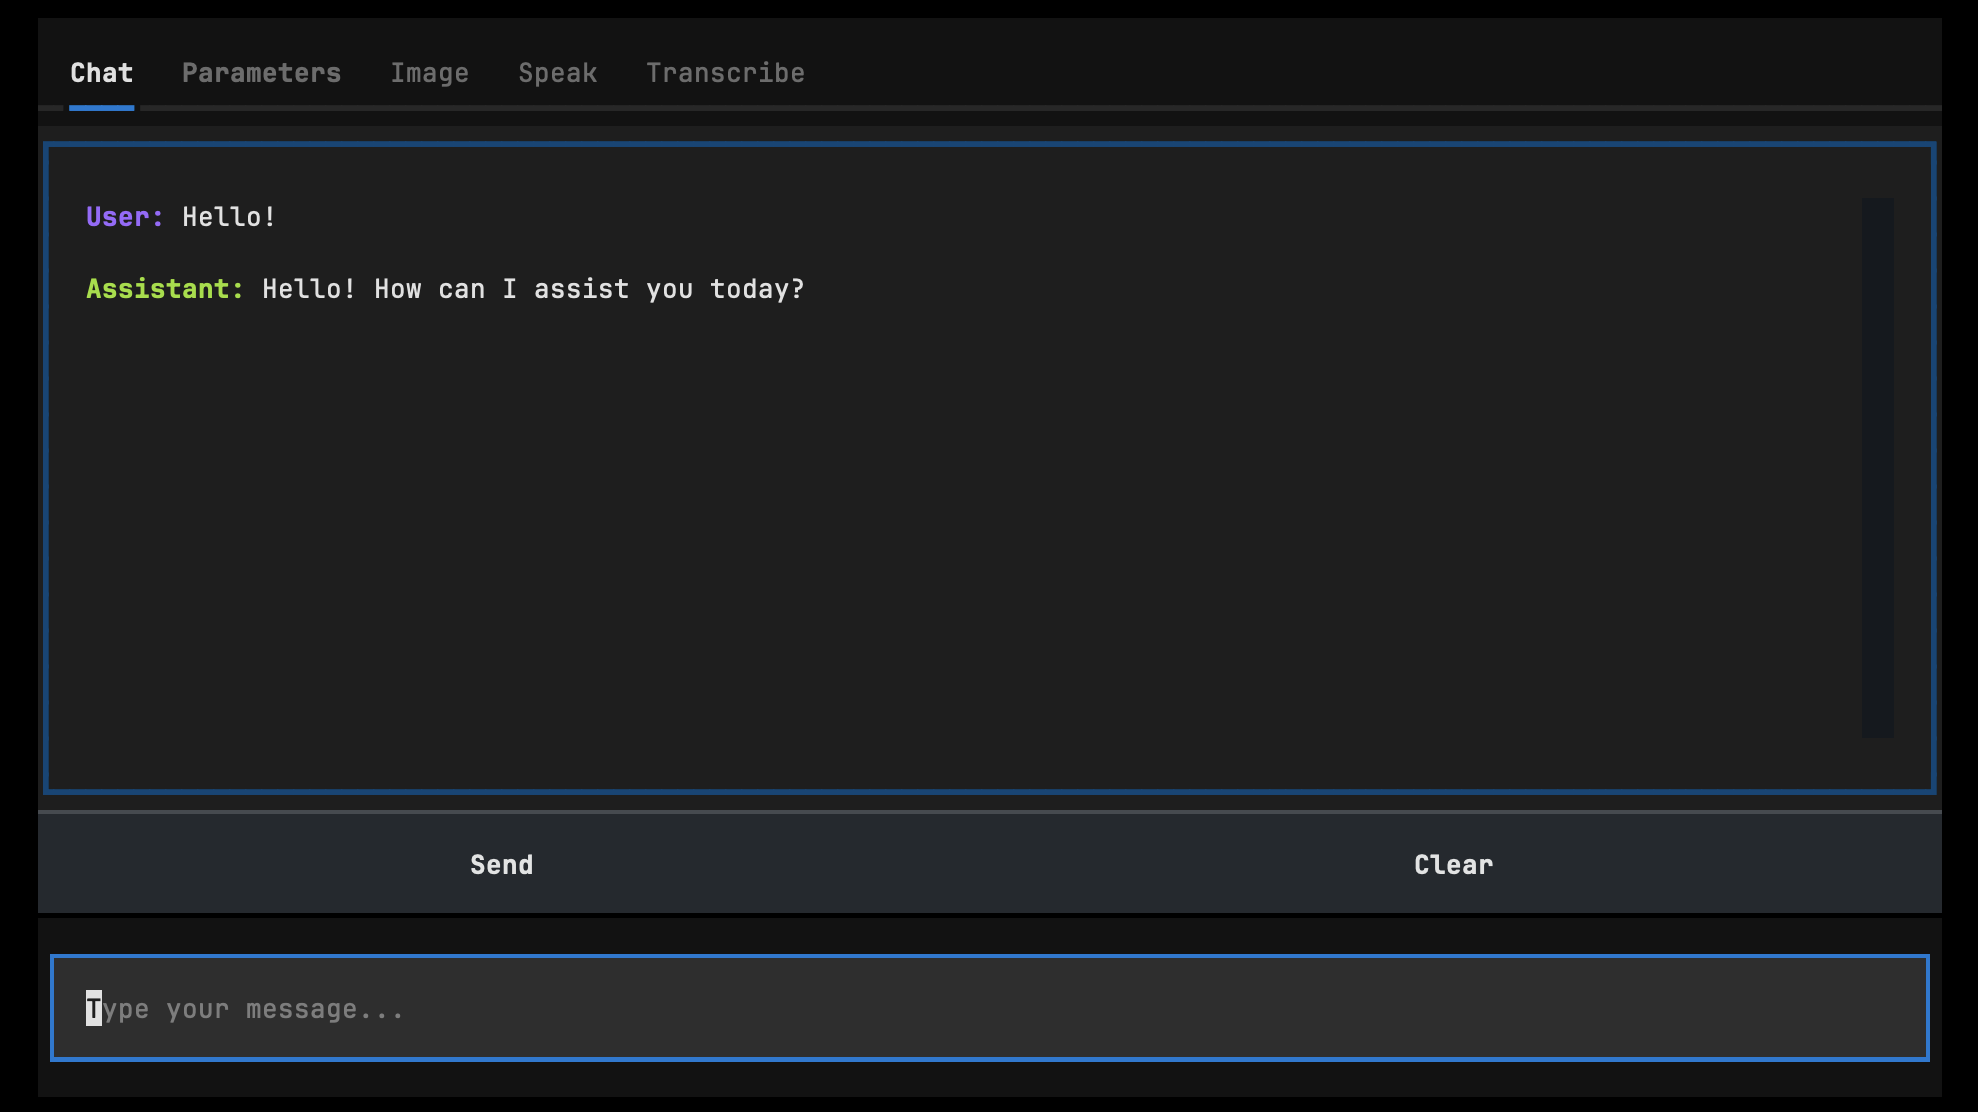 Chat Parameters Image Speak Transcribe
User: Hello!
Assistant: Hello! How can I assist you today?
Send Clear
Type your message...